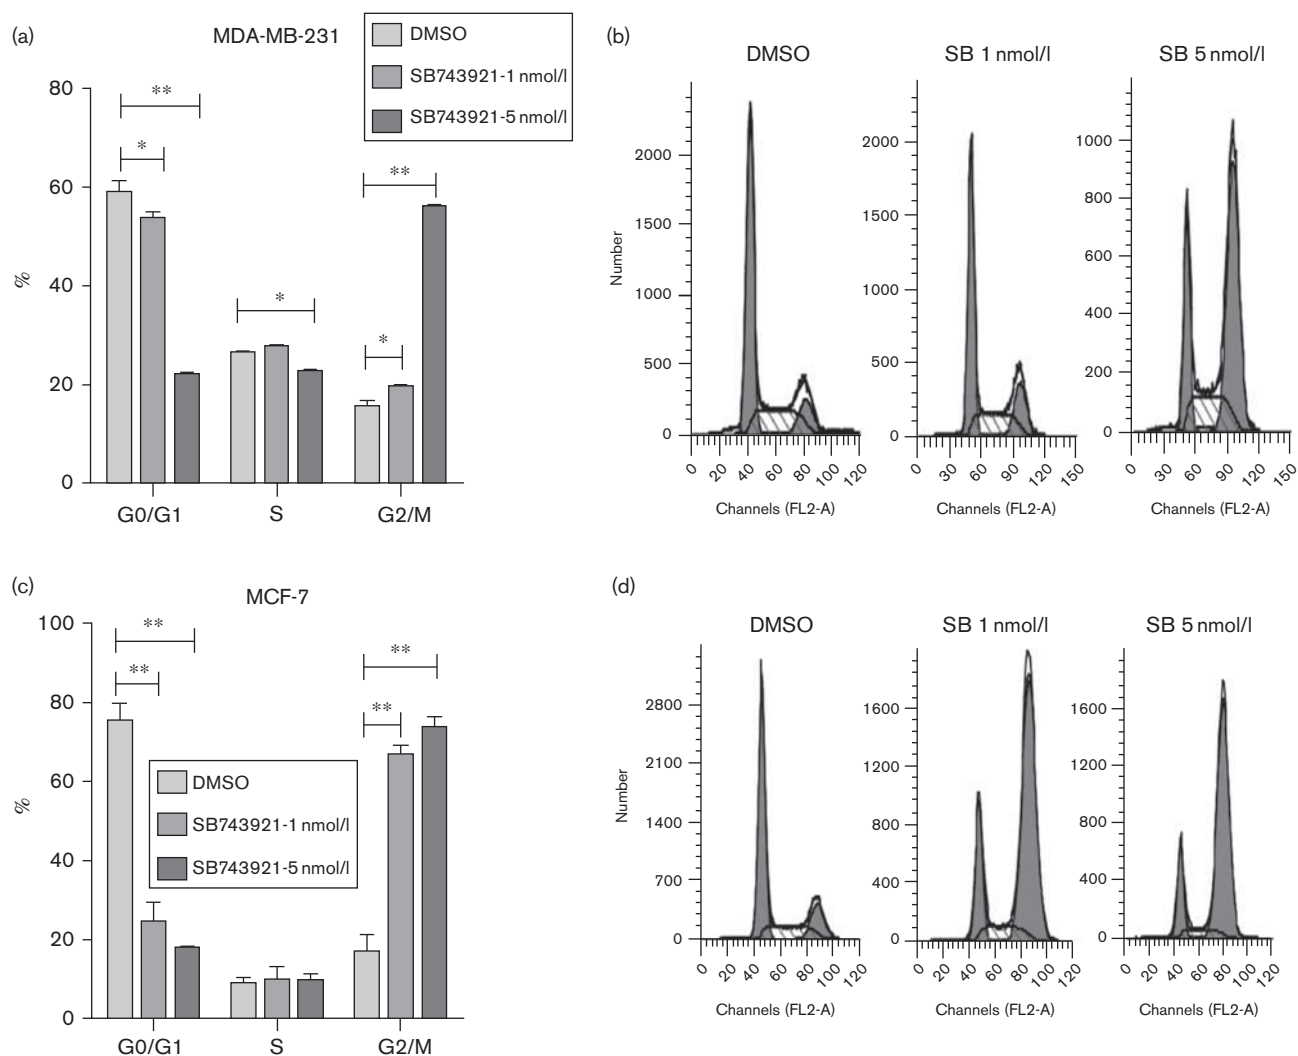 (a)
MDA-MB-231
DMSO
SB743921-1 nmol/l
SB743921-5 nmol/l
80
60
40
20
0
%
**
*
*
*
**
G0/G1
S
G2/M
(b)
DMSO
SB 1 nmol/l
SB 5 nmol/l
Number
2000
1500
1000
500
0
0 20 40 60 80 100 120
Channels (FL2-A)
2000
1500
1000
500
0
0 30 60 90 120 150
Channels (FL2-A)
1000
800
600
400
200
0
0 30 60 90 120 150
Channels (FL2-A)
(c)
MCF-7
100
80
60
40
20
0
%
**
**
**
**
DMSO
SB743921-1 nmol/l
SB743921-5 nmol/l
G0/G1
S
G2/M
(d)
DMSO
SB 1 nmol/l
SB 5 nmol/l
Number
2800
2100
1400
700
0
0 20 40 60 80 100 120
Channels (FL2-A)
1600
1200
800
400
0
0 20 40 60 80 100 120
Channels (FL2-A)
1600
1200
800
400
0
0 20 40 60 80 100 120
Channels (FL2-A)